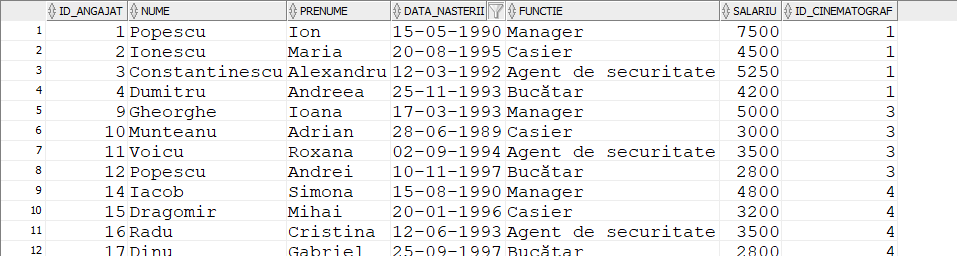 ID_ANGAJAT NUME PRENUME DATA_NASTERII FUNCTIE SALARIU ID_CINEMATOGRAF
1 1 Popescu Ion 15-05-1990 Manager 7500 1
2 2 Ionescu Maria 20-08-1995 Casier 4500 1
3 3 Constantinescu Alexandru 12-03-1992 Agent de securitate 5250 1
4 4 Dumitru Andreea 25-11-1993 Bucătar 4200 1
5 9 Gheorghe Ioana 17-03-1993 Manager 5000 3
6 10 Munteanu Adrian 28-06-1989 Casier 3000 3
7 11 Voicu Roxana 02-09-1994 Agent de securitate 3500 3
8 12 Popescu Andrei 10-11-1997 Bucătar 2800 3
9 14 Iacob Simona 15-08-1990 Manager 4800 4
10 15 Dragomir Mihai 20-01-1996 Casier 3200 4
11 16 Radu Cristina 12-06-1993 Agent de securitate 3500 4
12 17 Dinu Gabriel 25-09-1997 Bucătar 2800 4